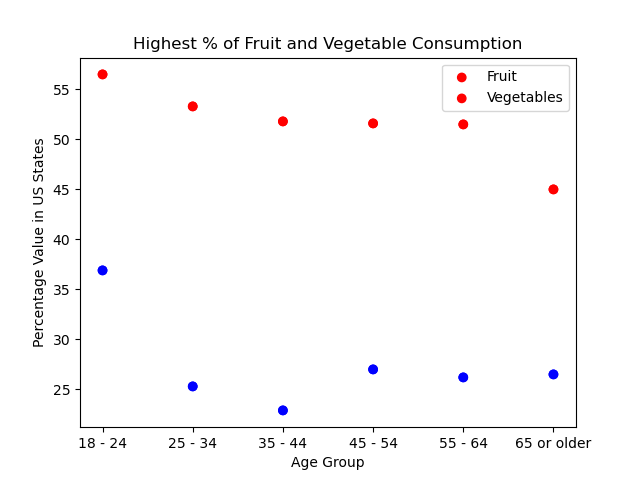 Highest % of Fruit and Vegetable Consumption
Fruit
Vegetables
Percentage Value in US States
55
50
45
40
35
30
25
18 - 24 25 - 34 35 - 44 45 - 54 55 - 64 65 or older
Age Group